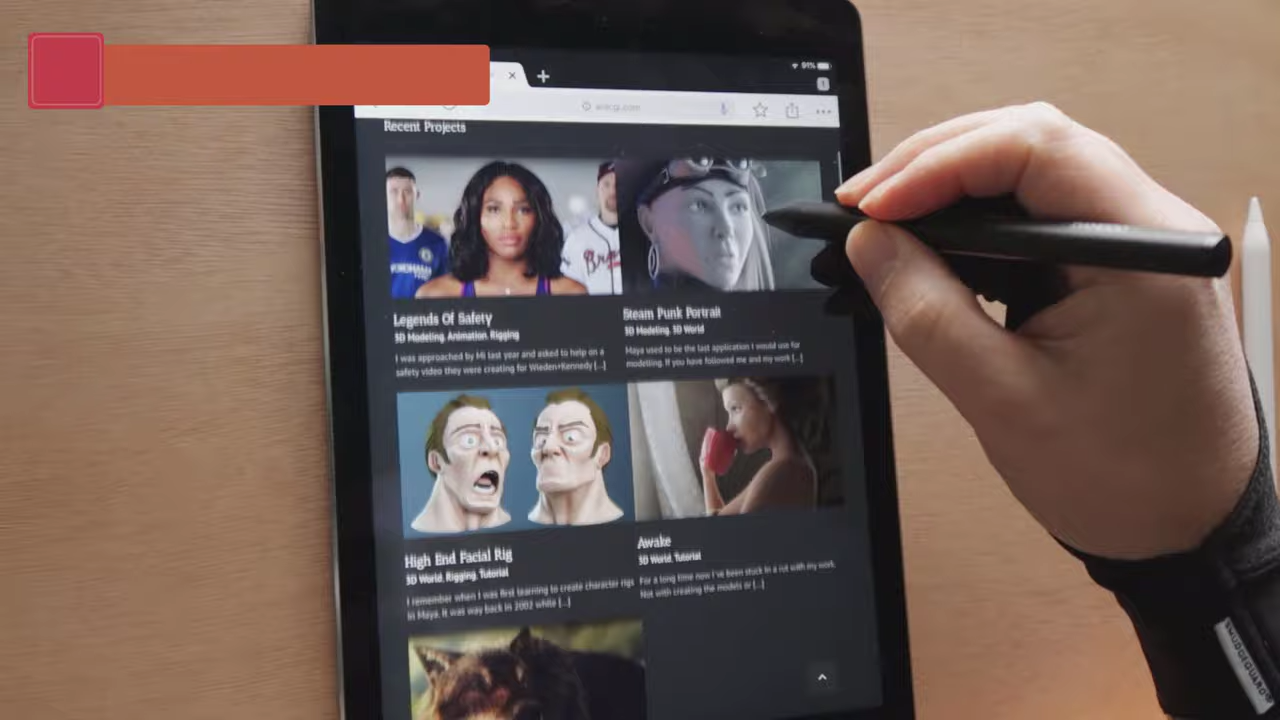 91%
1
Recent Projects
Legends Of Safety
3D Modeling, Animation, Rigging
I was approached by Mi last year and asked to help on a
safety video they were creating for Wieden+Kennedy [...]
Steam Punk Portrait
3D Modeling, 3D World
Maya used to be the last application I would use for
modelling. If you have followed me and my work [...]
High End Facial Rig
3D World, Rigging, Tutorial
I remember when I was first learning to create character rigs
in Maya. It was way back in 2002 while [...]
Awake
3D World, Tutorial
For a long time now I've been stuck in a rut with my work.
Not with creating the models or [...]
SMUDGEGUARD